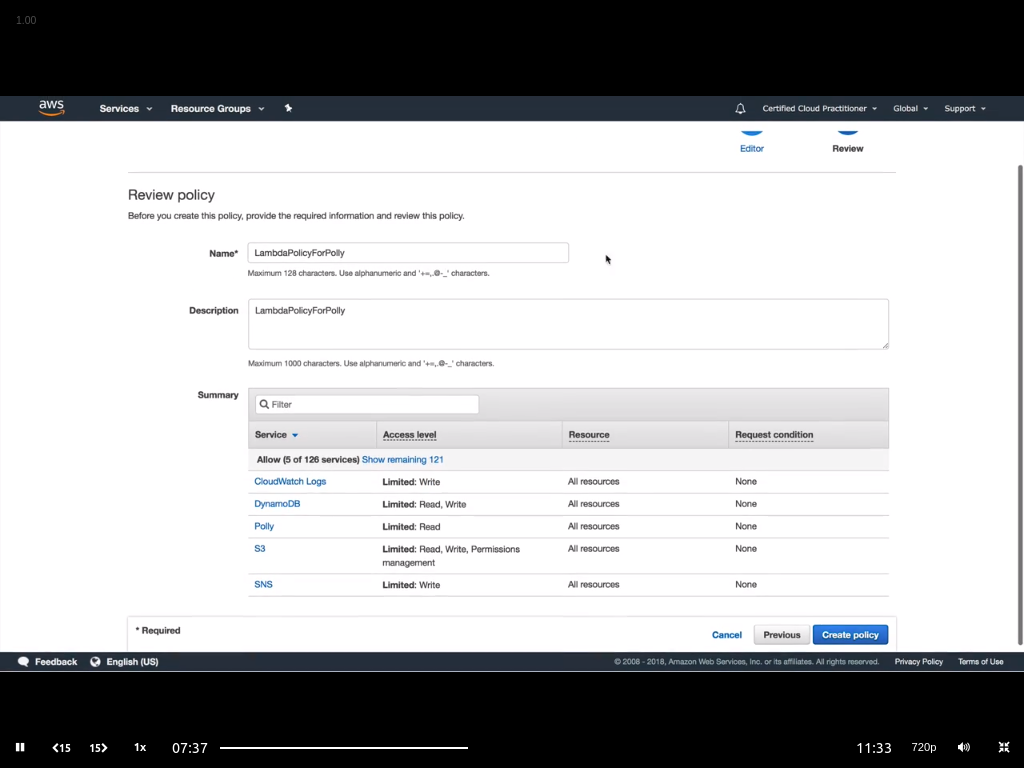 1.00
aws Services Resource Groups Certified Cloud Practitioner Global Support
Editor Review
Review policy
Before you create this policy, provide the required information and review this policy.
Name* LambdaPolicyForPolly
Maximum 128 characters. Use alphanumeric and '+=,.@-_' characters.
Description LambdaPolicyForPolly
Maximum 1000 characters. Use alphanumeric and '+=,.@-_' characters.
Summary Filter
Service Access level Resource Request condition
Allow (5 of 126 services) Show remaining 121
CloudWatch Logs Limited: Write All resources None
DynamoDB Limited: Read, Write All resources None
Polly Limited: Read All resources None
S3 Limited: Read, Write, Permissions management All resources None
SNS Limited: Write All resources None
* Required Cancel Previous Create policy
Feedback English (US) © 2008 - 2018, Amazon Web Services, Inc. or its affiliates. All rights reserved. Privacy Policy Terms of Use
15 15 1x 07:37 11:33 720p